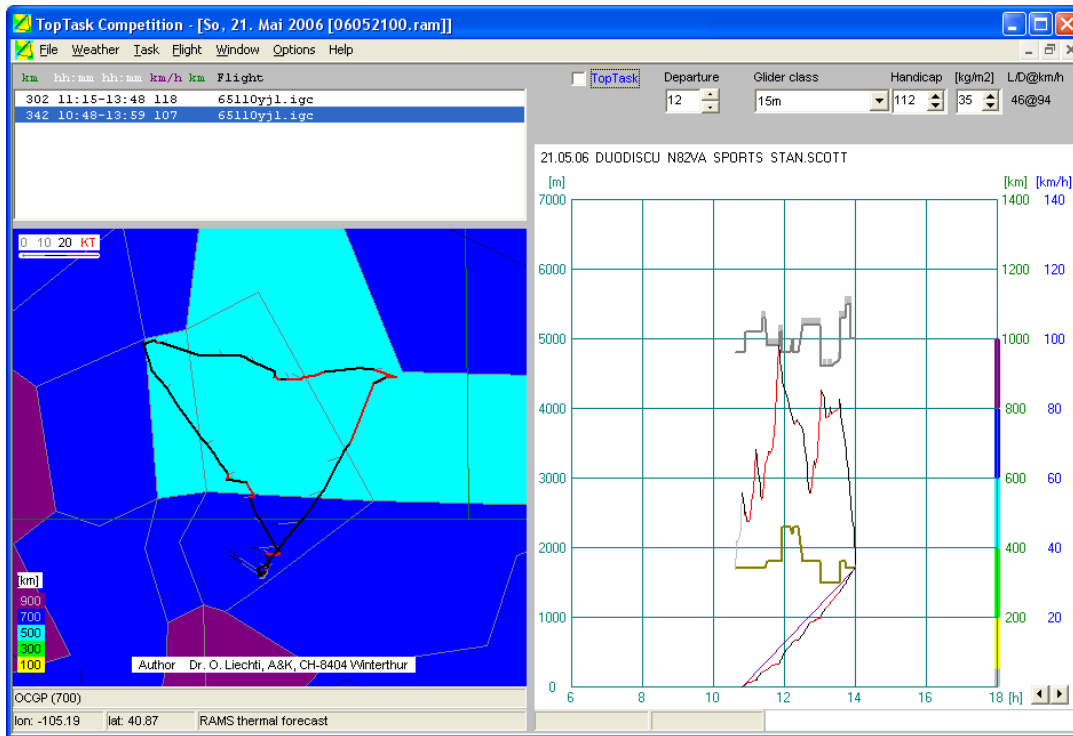 TopTask Competition - [So, 21. Mai 2006 [06052100.ram]]
File Weather Task Flight Window Options Help
km hh:mm hh:mm km/h km Flight
302 11:15-13:48 118 65110yj1.igc
342 10:48-13:59 107 65110yj1.igc
TopTask Departure Glider class Handicap [kg/m2] L/D@km/h
12 15m 112 35 46@94
0 10 20 KT
[km]
900
700
500
300
100
Author Dr. O. Liechti, A&K, CH-8404 Winterthur
OCGP (700)
lon: -105.19 lat: 40.87 RAMS thermal forecast
21.05.06 DUODISCU N82VA SPORTS STAN.SCOTT
[m] [km] [km/h]
7000 1400 140
6000 1200 120
5000 1000 100
4000 800 80
3000 600 60
2000 400 40
1000 200 20
0
6 8 10 12 14 18 [h]